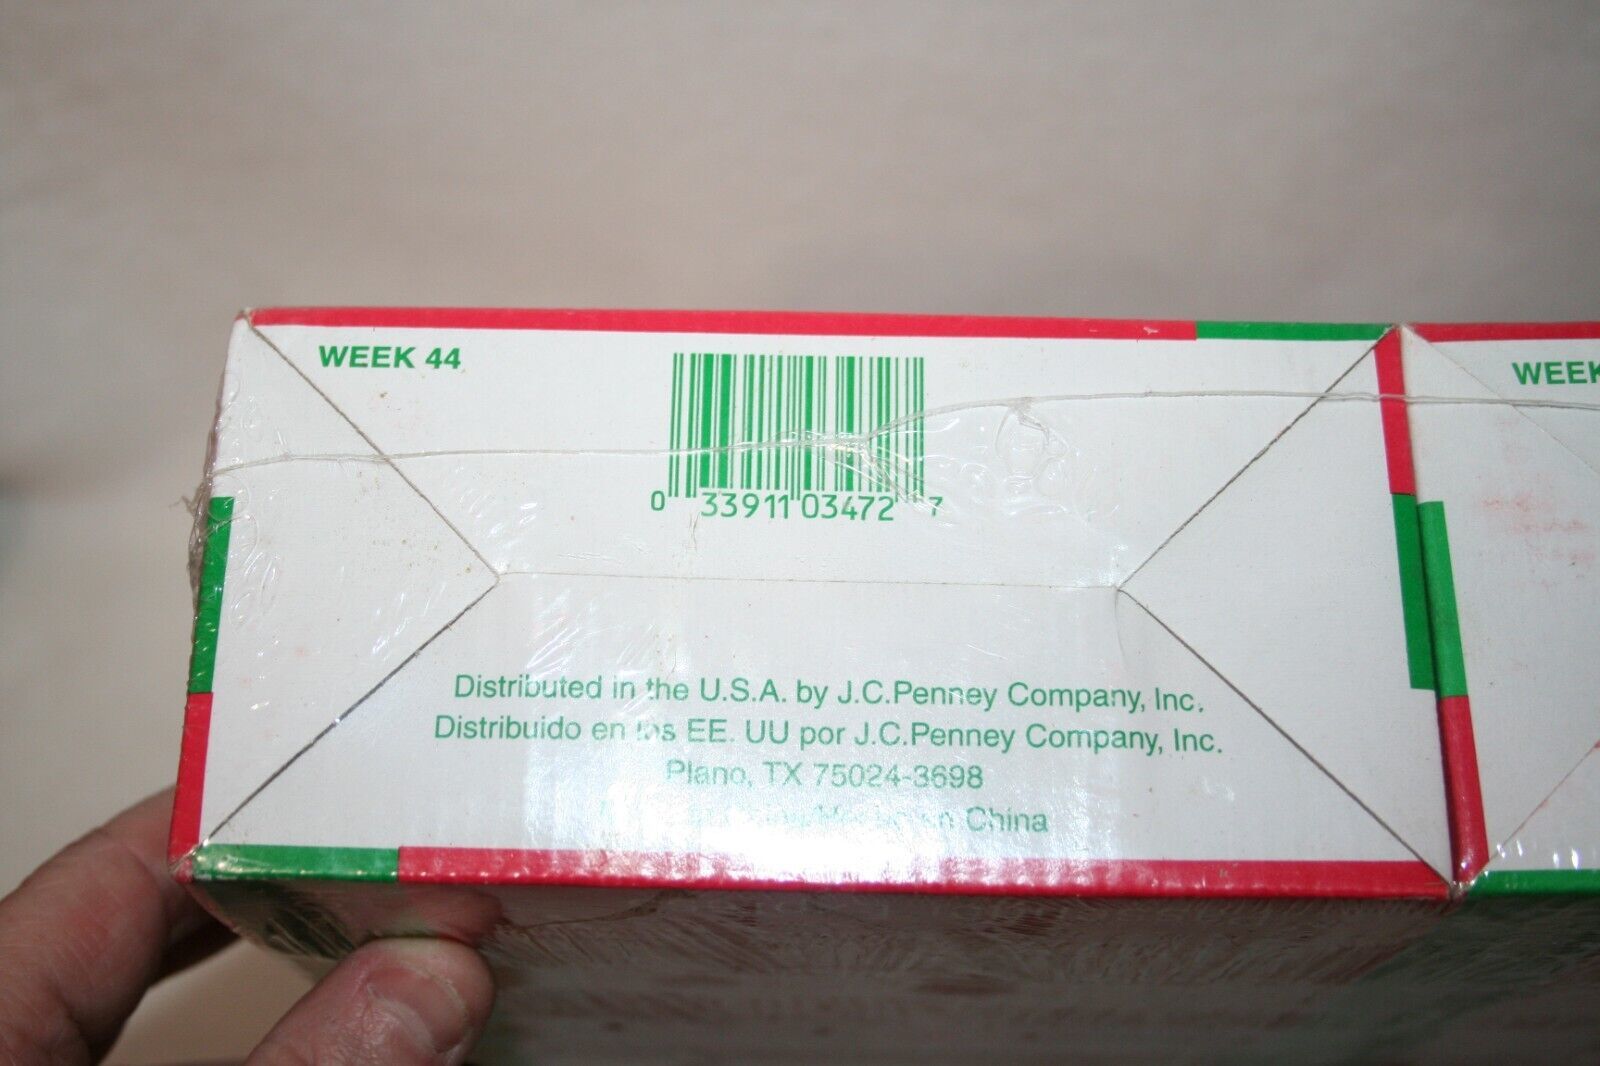 WEEK 44
WEEK
0 33911 03472 7
Distributed in the U.S.A. by J.C.Penney Company, Inc.
Distribuido en los EE. UU por J.C.Penney Company, Inc.
Plano, TX 75024-3698
en China